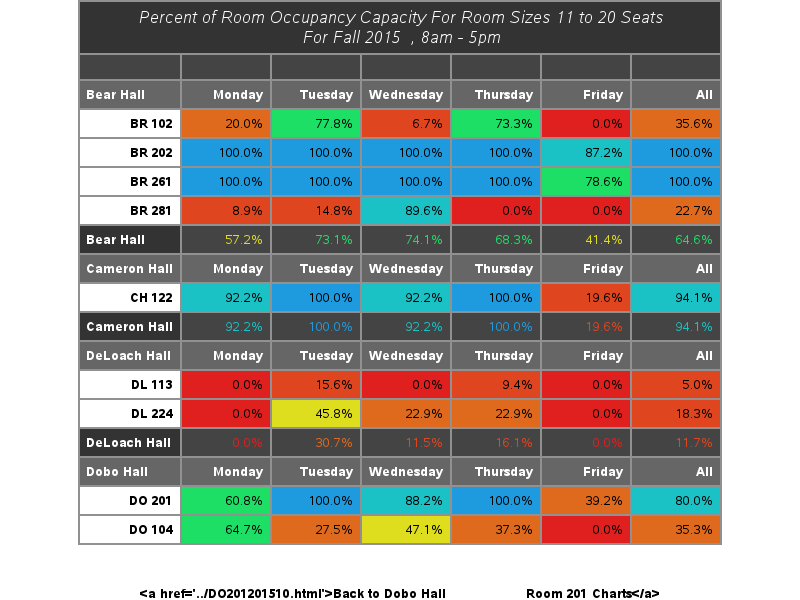 Percent of Room Occupancy Capacity For Room Sizes 11 to 20 Seats
For Fall 2015 , 8am - 5pm
Bear Hall Monday Tuesday Wednesday Thursday Friday All
BR 102 20.0% 77.8% 6.7% 73.3% 0.0% 35.6%
BR 202 100.0% 100.0% 100.0% 100.0% 87.2% 100.0%
BR 261 100.0% 100.0% 100.0% 100.0% 78.6% 100.0%
BR 281 8.9% 14.8% 89.6% 0.0% 0.0% 22.7%
Bear Hall 57.2% 73.1% 74.1% 68.3% 41.4% 64.6%
Cameron Hall Monday Tuesday Wednesday Thursday Friday All
CH 122 92.2% 100.0% 92.2% 100.0% 19.6% 94.1%
Cameron Hall 92.2% 100.0% 92.2% 100.0% 19.6% 94.1%
DeLoach Hall Monday Tuesday Wednesday Thursday Friday All
DL 113 0.0% 15.6% 0.0% 9.4% 0.0% 5.0%
DL 224 0.0% 45.8% 22.9% 22.9% 0.0% 18.3%
DeLoach Hall 0.0% 30.7% 11.5% 16.1% 0.0% 11.7%
Dobo Hall Monday Tuesday Wednesday Thursday Friday All
DO 201 60.8% 100.0% 88.2% 100.0% 39.2% 80.0%
DO 104 64.7% 27.5% 47.1% 37.3% 0.0% 35.3%
<a href='../DO201201510.html'>Back to Dobo Hall Room 201 Charts</a>